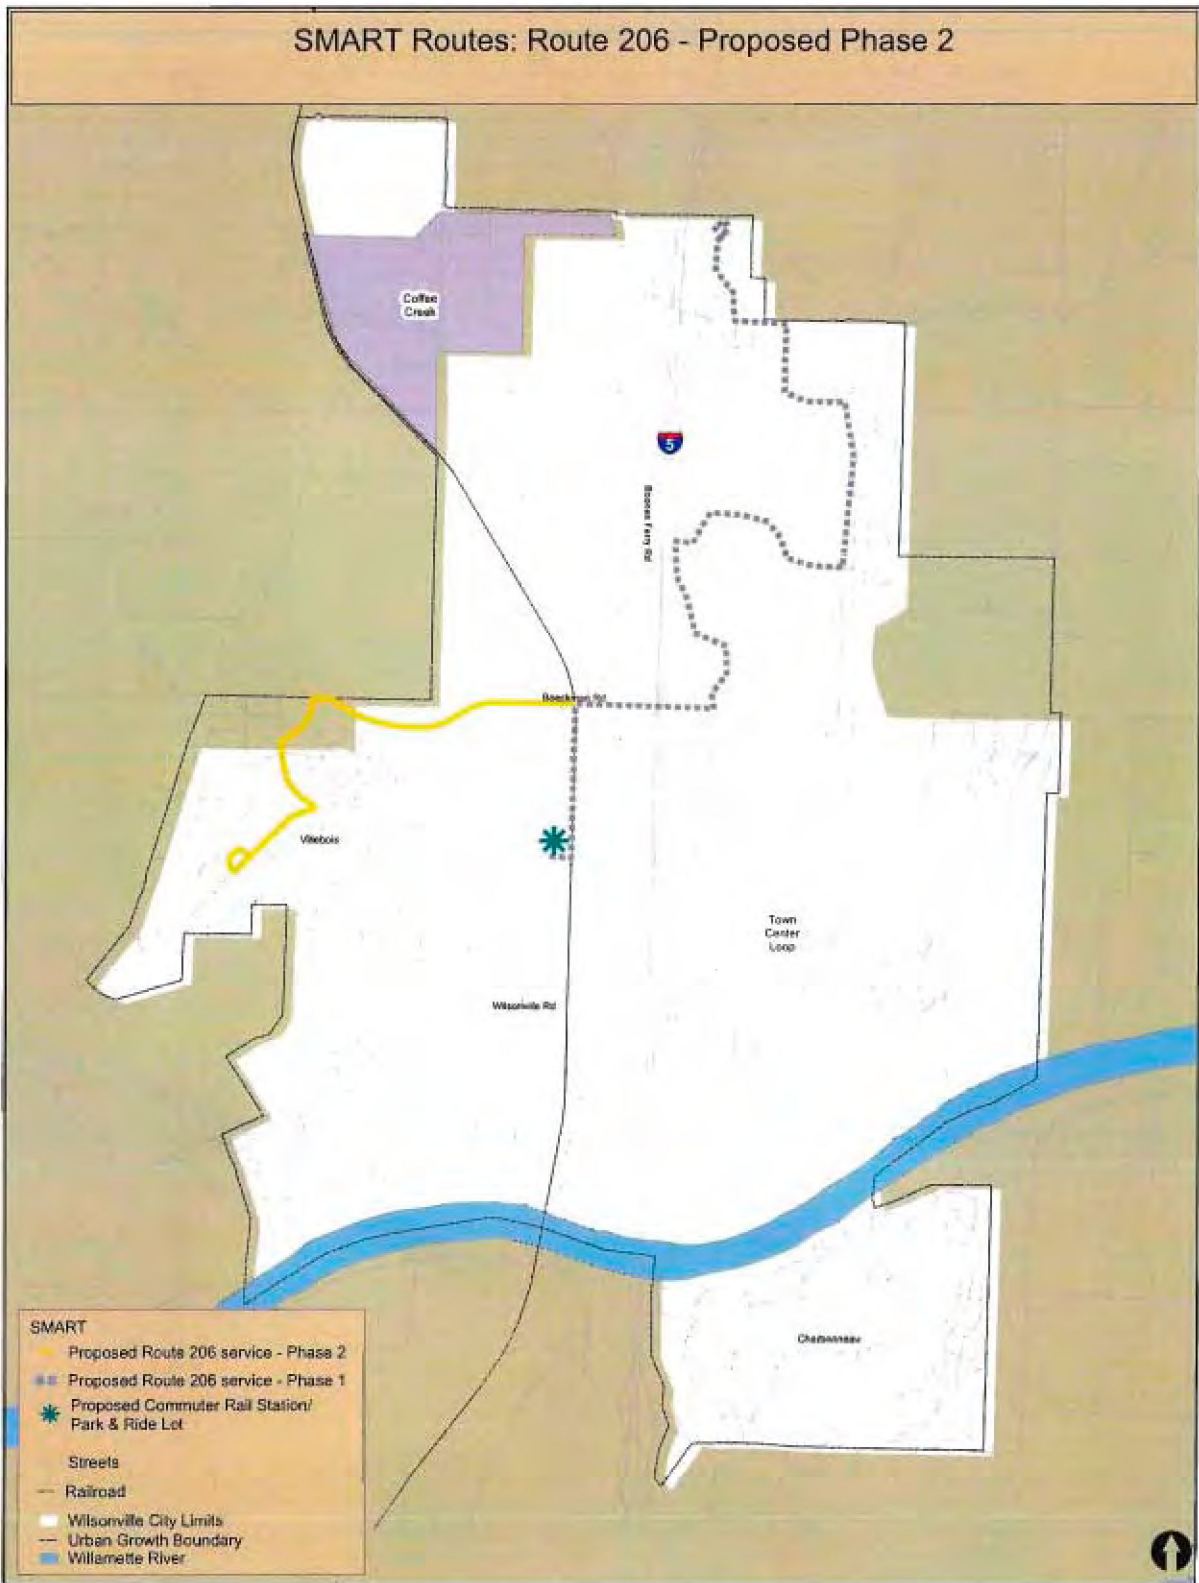 SMART Routes: Route 206 - Proposed Phase 2
Coffee
Creek
5
Boones Ferry Rd
Boeckman Rd
Villebois
Town
Center
Loop
Wilsonville Rd
Charbonneau
SMART
Proposed Route 206 service - Phase 2
Proposed Route 206 service - Phase 1
Proposed Commuter Rail Station/
Park & Ride Lot
Streets
Railroad
Wilsonville City Limits
Urban Growth Boundary
Willamette River